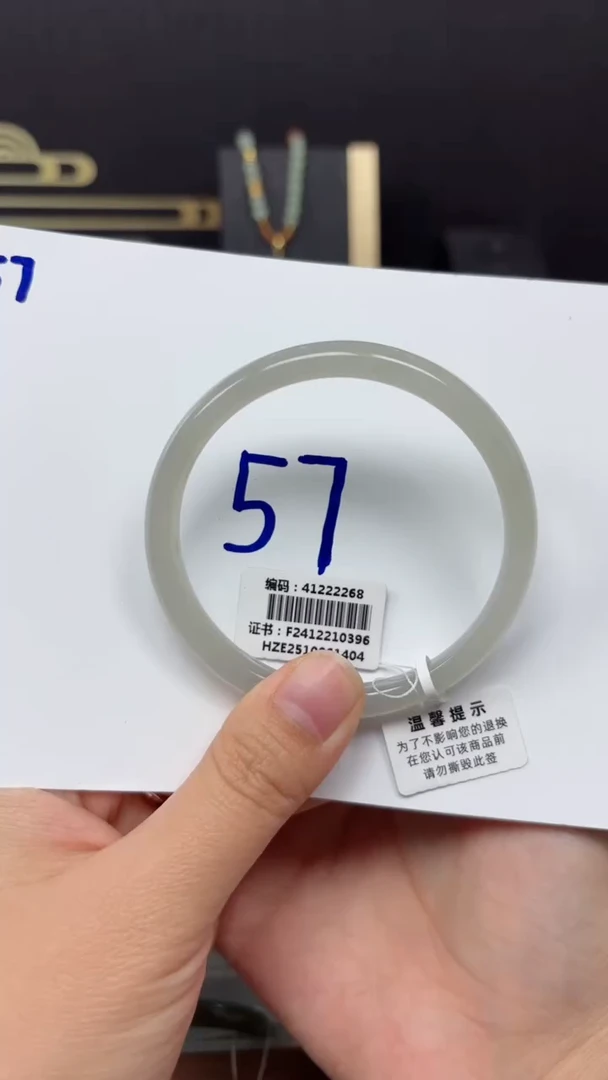 57
57
编码：41222268
证书：F2412210396
温馨提示
为了不影响您的退换
在您认可该商品前
请勿撕毁此签